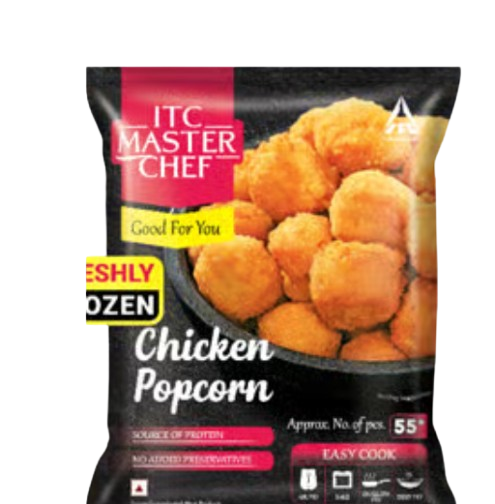 ITC
MASTER
CHEF
Good For You
ESHLY
OZEN
Chicken
Popcorn
Approx. No. of pcs. 55*
SOURCE OF PROTEIN
NO ADDED PRESERVATIVES
EASY COOK